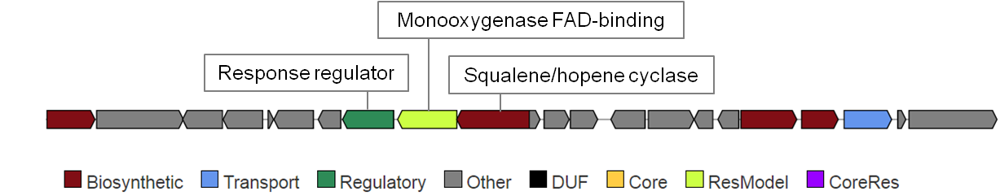 Monooxygenase FAD-binding
Response regulator
Squalene/hopene cyclase
Biosynthetic Transport Regulatory Other DUF Core ResModel CoreRes